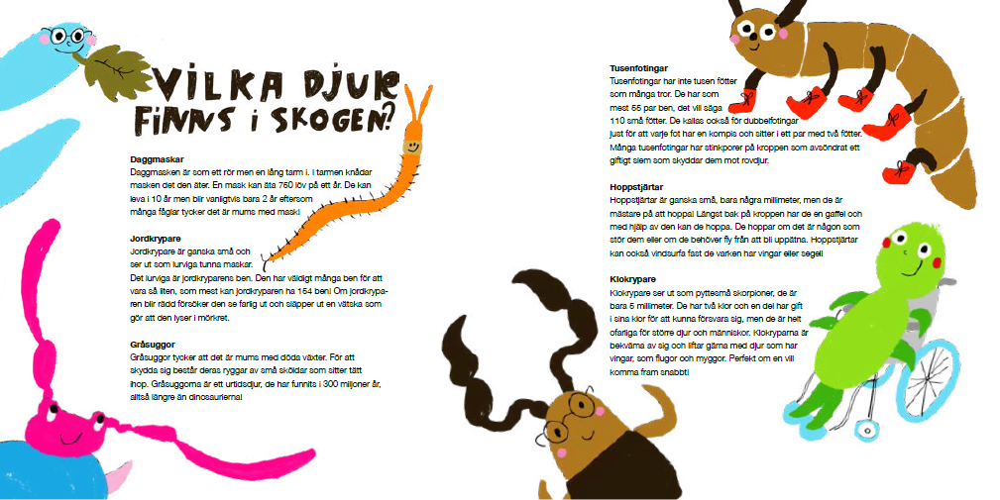 VILKA DJUR
FINNS I SKOGEN?
Daggmaskar
Daggmasken är som ett rör men en lång tarm i. I tarmen knådar
masken det den äter. En mask kan äta 750 löv på ett år. De kan
leva i 10 år men blir vanligtvis bara 2 år eftersom
många fåglar tycker det är mums med mask!
Jordkrypare
Jordkrypare är ganska små och
ser ut som lurviga tunna maskar.
Det lurviga är jordkryparens ben. Den har väldigt många ben för att
vara så liten, som mest kan jordkryparen ha 154 ben! Om jordkrypa-
ren blir rädd försöker den se farlig ut och släpper ut en vätska som
gör att den lyser i mörkret.
Gråsuggor
Gråsuggor tycker att det är mums med döda växter. För att
skydda sig består deras ryggar av små sköldar som sitter tätt
ihop. Gråsuggorna är ett urtidsdjur, de har funnits i 300 miljoner år,
alltså längre än dinosaurierna!
Tusenfotingar
Tusenfotingar har inte tusen fötter
som många tror. De har som
mest 55 par ben, det vill säga
110 små fötter. De kallas också för dubbelfotingar
just för att varje fot har en kompis och sitter i ett par med två fötter.
Många tusenfotingar har stinkporer på kroppen som avsöndrat ett
giftigt slem som skyddar dem mot rovdjur.
Hoppstjärtar
Hoppstjärtar är ganska små, bara några millimeter, men de är
mästare på att hoppa! Längst bak på kroppen har de en gaffel och
med hjälp av den kan de hoppa. De hoppar om det är någon som
stör dem eller om de behöver fly från att bli uppätna. Hoppstjärtar
kan också vindsurfa fast de varken har vingar eller segel!
Klokrypare
Klokrypare ser ut som pyttesmå skorpioner, de är
bara 5 millimeter. De har två klor och en del har gift
i sina klor för att kunna försvara sig, men de är helt
ofarliga för större djur och människor. Klokryparna är
bekväma av sig och liftar gärna med djur som har
vingar, som flugor och myggor. Perfekt om en vill
komma fram snabbt!